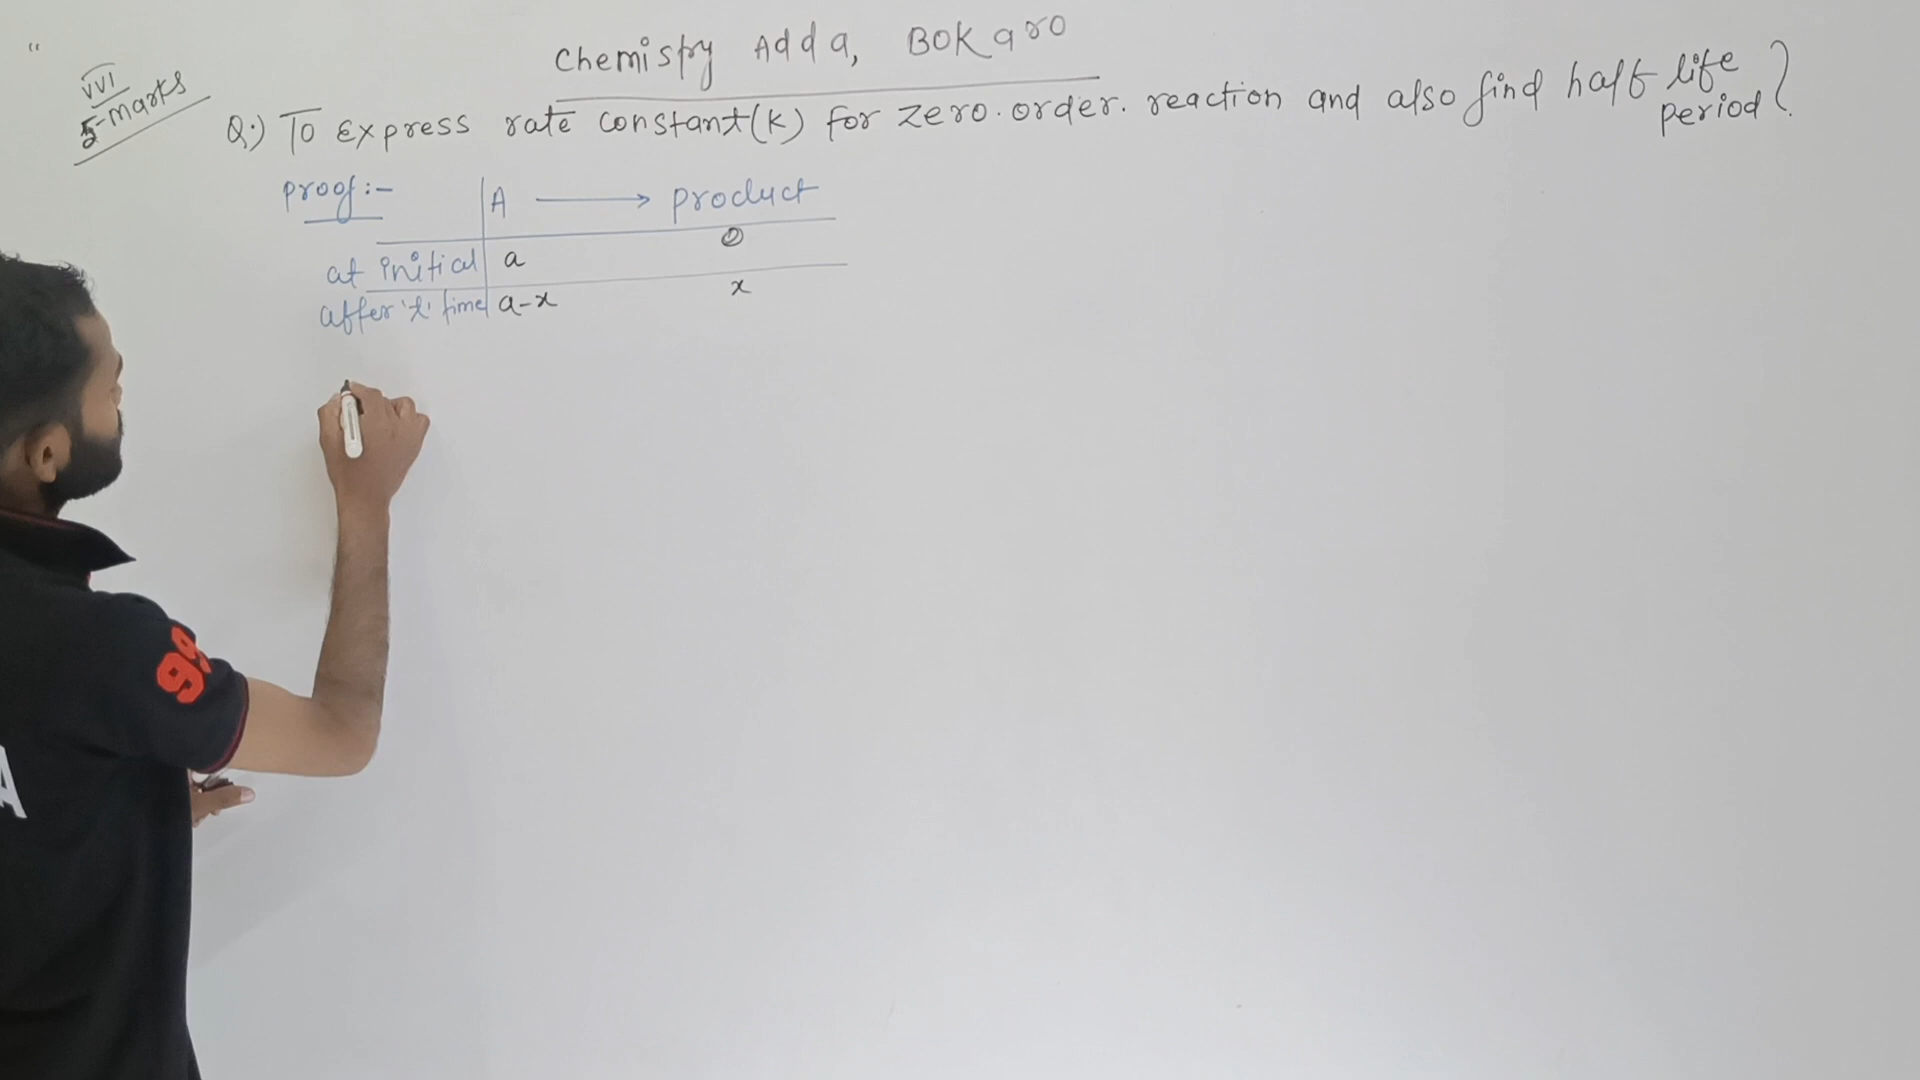 Chemistry Adda, BOKaro
VVI
5-marks
Q:) To Express rate constant(K) for zero.order. reaction and also find half life period?
proof:- A → product
at initial a 0
after 't' time a-x x
99
A